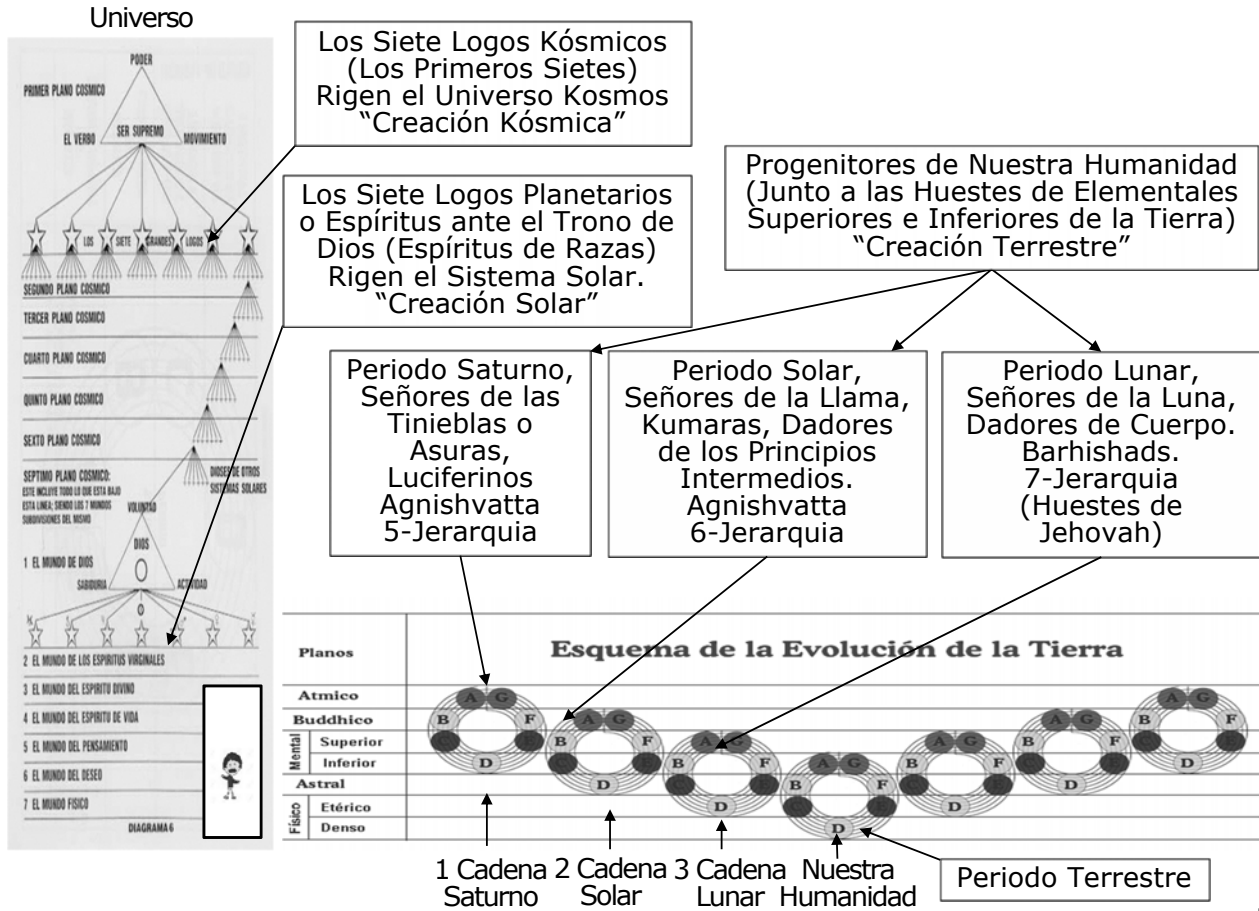 Universo
PODER
PRIMER PLANO COSMICO
SER SUPREMO
EL VERBO
MOVIMIENTO
LOS SIETE GRANDES LOGOS
SEGUNDO PLANO COSMICO
TERCER PLANO COSMICO
CUARTO PLANO COSMICO
QUINTO PLANO COSMICO
SEXTO PLANO COSMICO
SEPTIMO PLANO COSMICO:
ESTE INCLUYE TODO LO QUE ESTA BAJO
ESTA LINEA; SIENDO LOS 7 MUNDOS
SUBDIVISIONES DEL MISMO
DIOSES DE OTROS
SISTEMAS SOLARES
VOLUNTAD
DIOS
1 EL MUNDO DE DIOS
SABIDURIA
ACTIVIDAD
2 EL MUNDO DE LOS ESPIRITUS VIRGINALES
3 EL MUNDO DEL ESPIRITU DIVINO
4 EL MUNDO DEL ESPIRITU DE VIDA
5 EL MUNDO DEL PENSAMIENTO
6 EL MUNDO DEL DESEO
7 EL MUNDO FISICO
DIAGRAMA 6
Los Siete Logos Kósmicos
(Los Primeros Sietes)
Rigen el Universo Kosmos
“Creación Kósmica”
Los Siete Logos Planetarios
o Espíritus ante el Trono de
Dios (Espíritus de Razas)
Rigen el Sistema Solar.
“Creación Solar”
Progenitores de Nuestra Humanidad
(Junto a las Huestes de Elementales
Superiores e Inferiores de la Tierra)
“Creación Terrestre”
Periodo Saturno,
Señores de las
Tinieblas o
Asuras,
Luciferinos
Agnishvatta
5-Jerarquia
Periodo Solar,
Señores de la Llama,
Kumaras, Dadores
de los Principios
Intermedios.
Agnishvatta
6-Jerarquia
Periodo Lunar,
Señores de la Luna,
Dadores de Cuerpo.
Barhishads.
7-Jerarquia
(Huestes de
Jehovah)
Planos
Esquema de la Evolución de la Tierra
Atmico
Buddhico
Mental
Superior
Inferior
Astral
Físico
Etérico
Denso
A G
B F
C E
D
A G
B F
C E
D
A G
B F
C E
D
A G
B F
C E
D
A G
B F
C E
D
A G
B F
C E
D
A G
B F
C E
D
1 Cadena
Saturno
2 Cadena
Solar
3 Cadena
Lunar
Nuestra
Humanidad
Periodo Terrestre